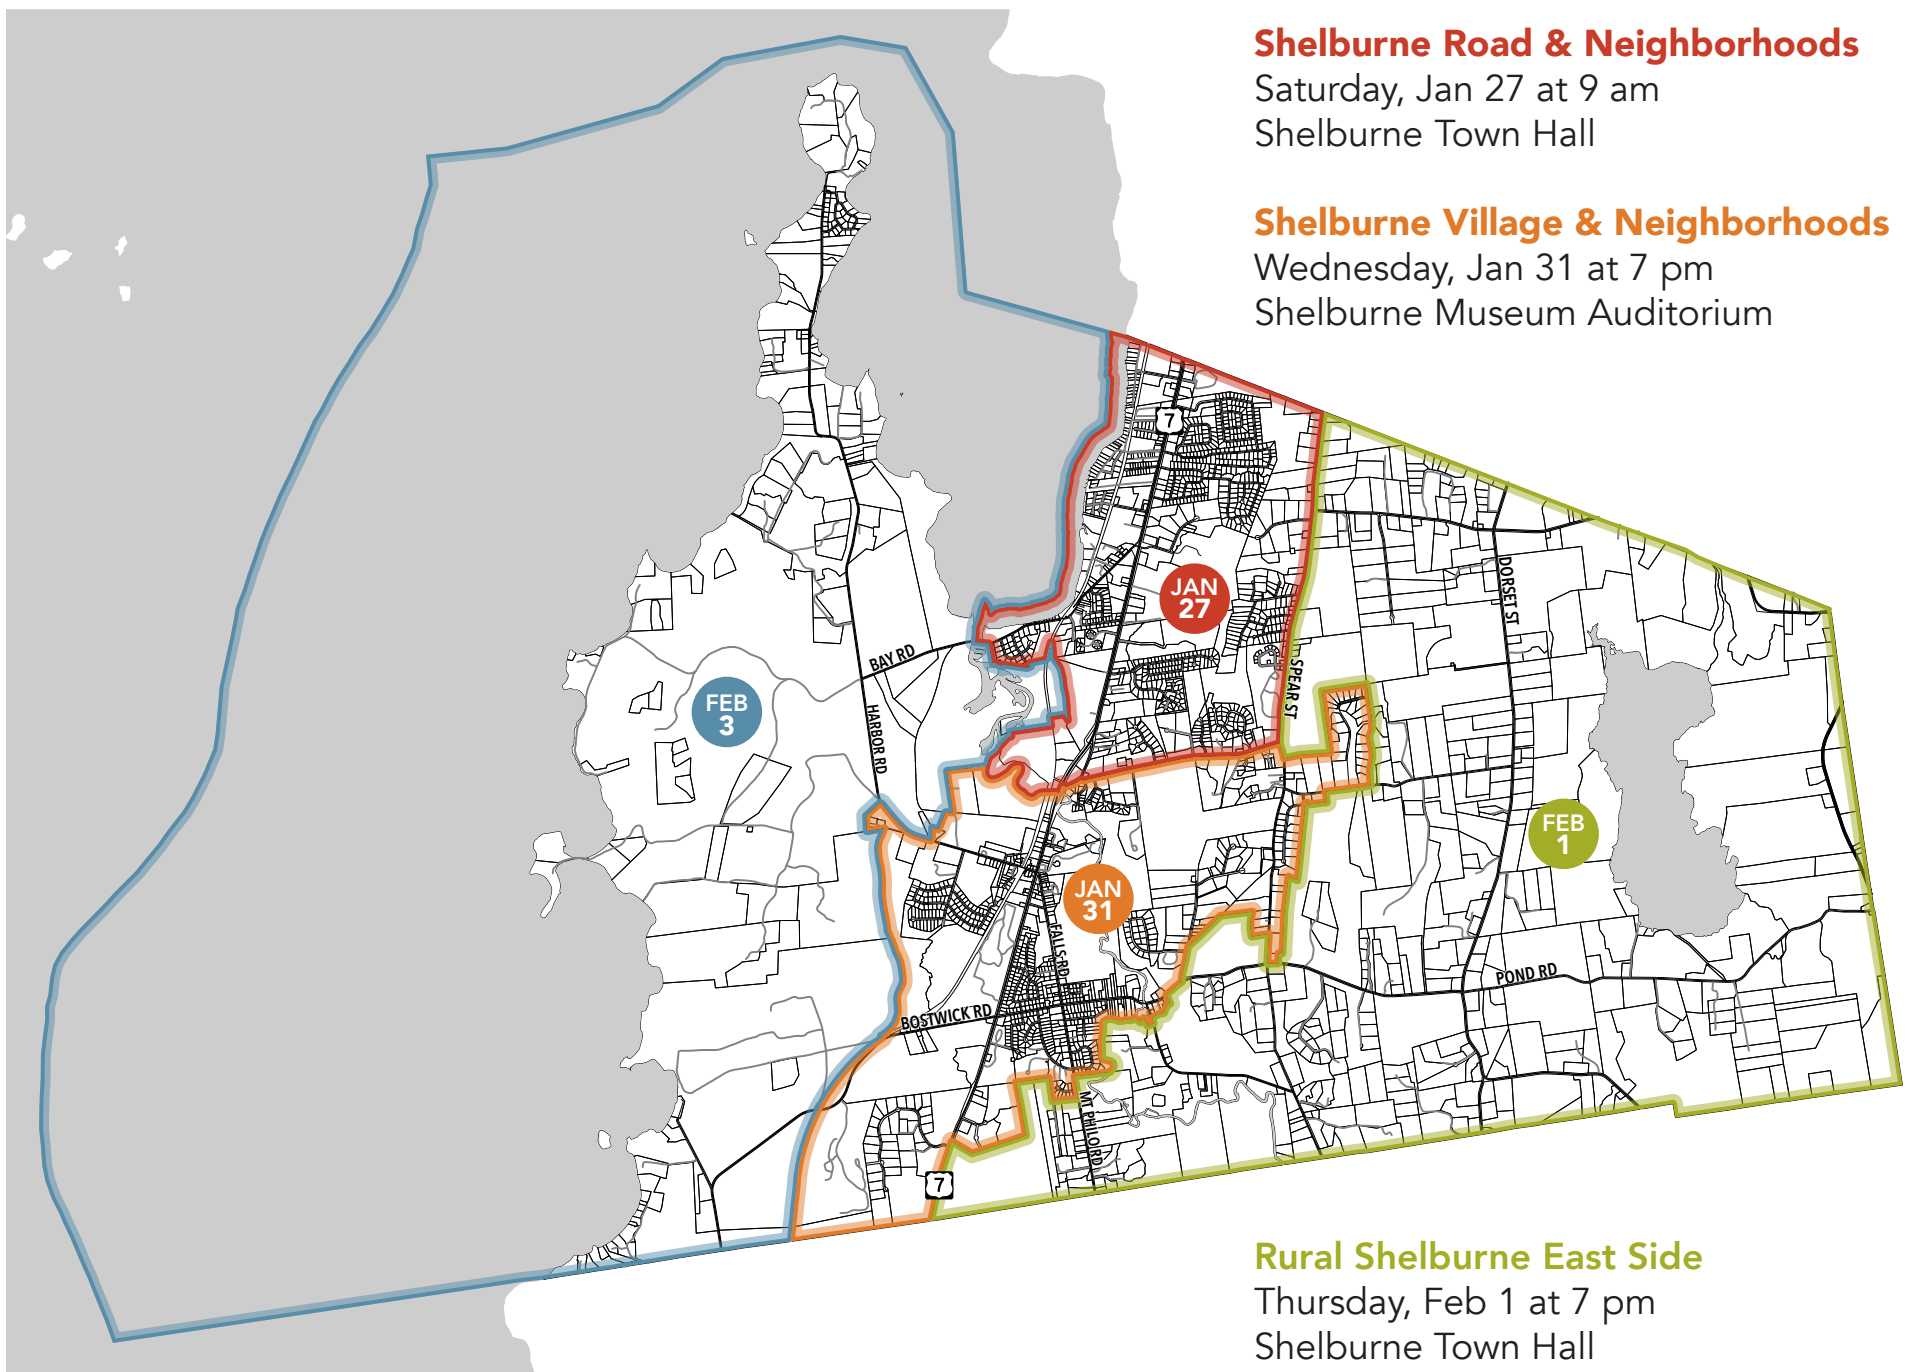 Shelburne Road & Neighborhoods
Saturday, Jan 27 at 9 am
Shelburne Town Hall
Shelburne Village & Neighborhoods
Wednesday, Jan 31 at 7 pm
Shelburne Museum Auditorium
7
JAN
27
DORSET ST
BAY RD
SPEAR ST
FEB
3
HARBOR RD
FEB
1
JAN
31
FALLS RD
POND RD
BOSTWICK RD
MT PHILO RD
7
Rural Shelburne East Side
Thursday, Feb 1 at 7 pm
Shelburne Town Hall